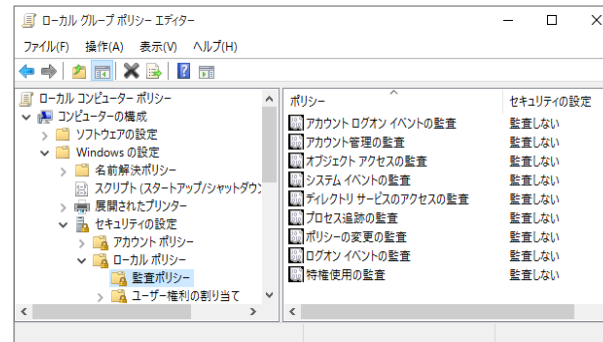 ローカル グループ ポリシー エディター
ファイル(F) 操作(A) 表示(V) ヘルプ(H)
ローカル コンピューター ポリシー
コンピューターの構成
ソフトウェアの設定
Windows の設定
名前解決ポリシー
スクリプト (スタートアップ/シャットダウン
展開されたプリンター
セキュリティの設定
アカウント ポリシー
ローカル ポリシー
監査ポリシー
ユーザー権利の割り当て
ポリシー セキュリティの設定
アカウント ログオン イベントの監査 監査しない
アカウント管理の監査 監査しない
オブジェクト アクセスの監査 監査しない
システム イベントの監査 監査しない
ディレクトリ サービスのアクセスの監査 監査しない
プロセス追跡の監査 監査しない
ポリシーの変更の監査 監査しない
ログオン イベントの監査 監査しない
特権使用の監査 監査しない